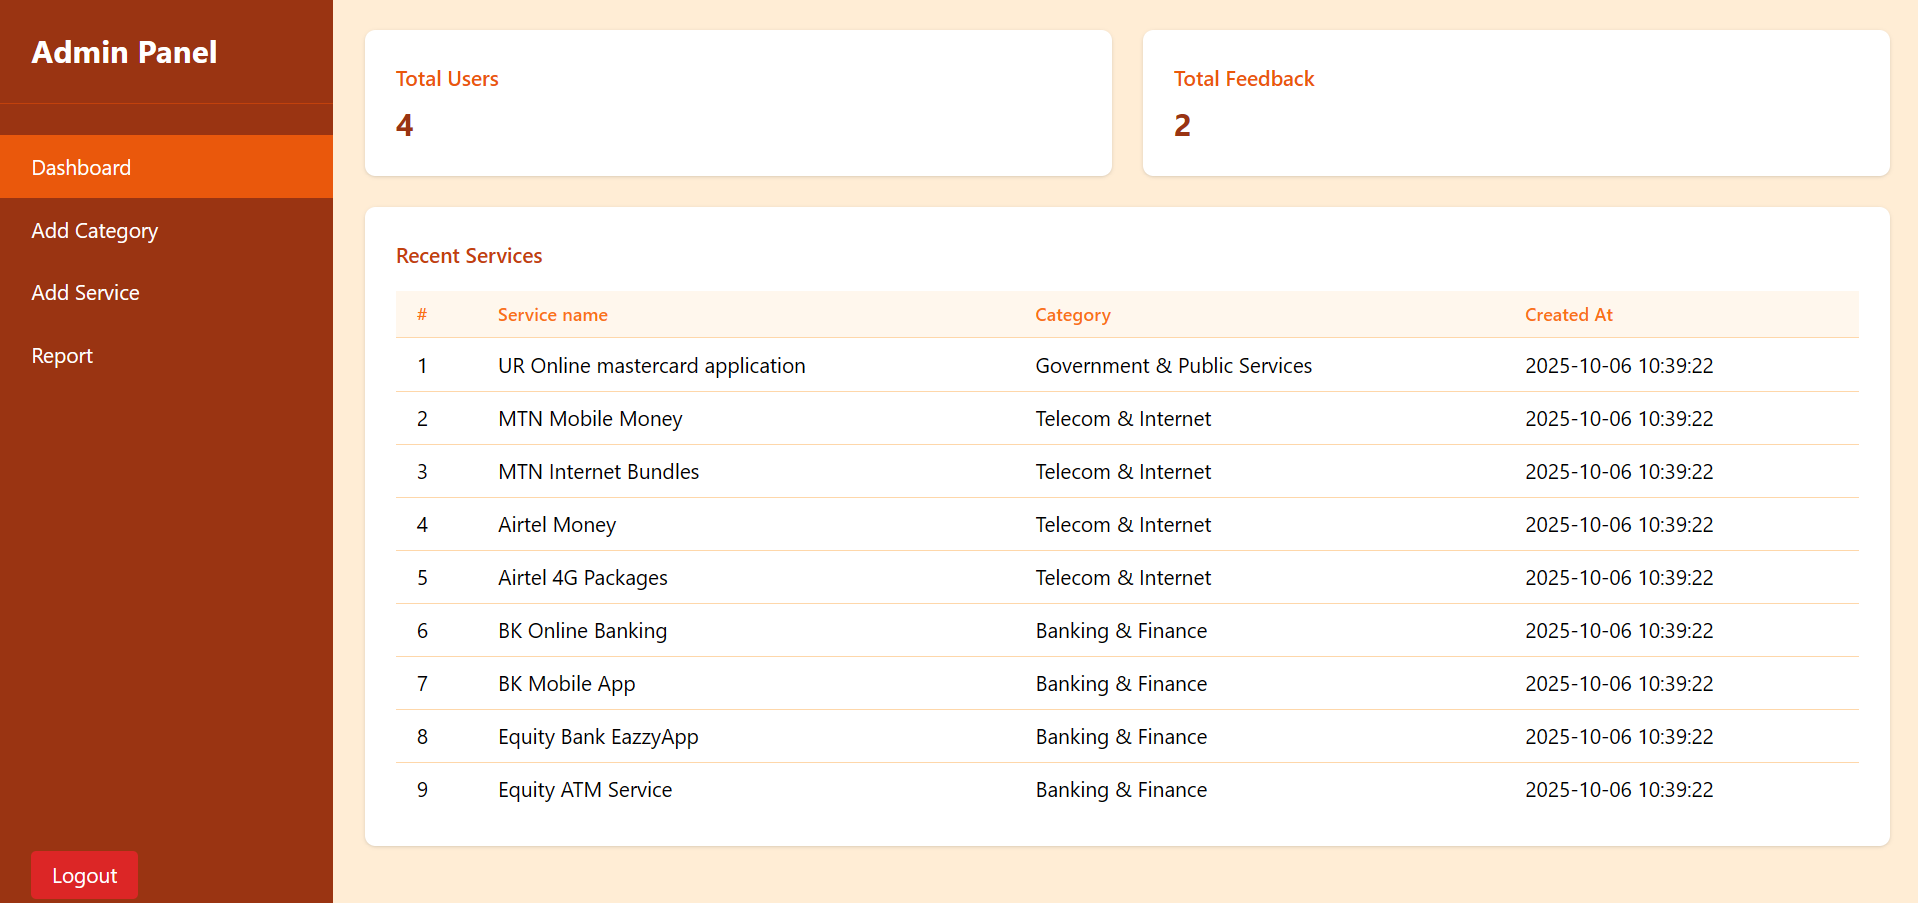 Admin Panel
Dashboard
Add Category
Add Service
Report
Logout
Total Users
4
Total Feedback
2
Recent Services
# Service name Category Created At
1 UR Online mastercard application Government & Public Services 2025-10-06 10:39:22
2 MTN Mobile Money Telecom & Internet 2025-10-06 10:39:22
3 MTN Internet Bundles Telecom & Internet 2025-10-06 10:39:22
4 Airtel Money Telecom & Internet 2025-10-06 10:39:22
5 Airtel 4G Packages Telecom & Internet 2025-10-06 10:39:22
6 BK Online Banking Banking & Finance 2025-10-06 10:39:22
7 BK Mobile App Banking & Finance 2025-10-06 10:39:22
8 Equity Bank EazzyApp Banking & Finance 2025-10-06 10:39:22
9 Equity ATM Service Banking & Finance 2025-10-06 10:39:22